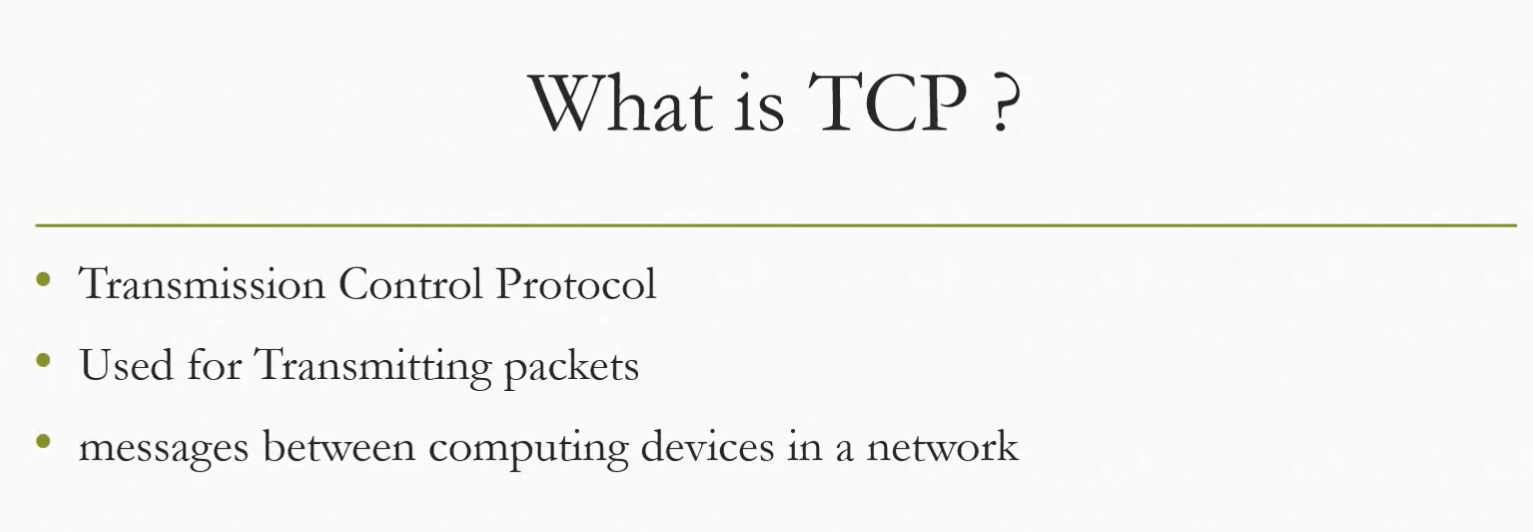 What is TCP ?
• Transmission Control Protocol
• Used for Transmitting packets
• messages between computing devices in a network